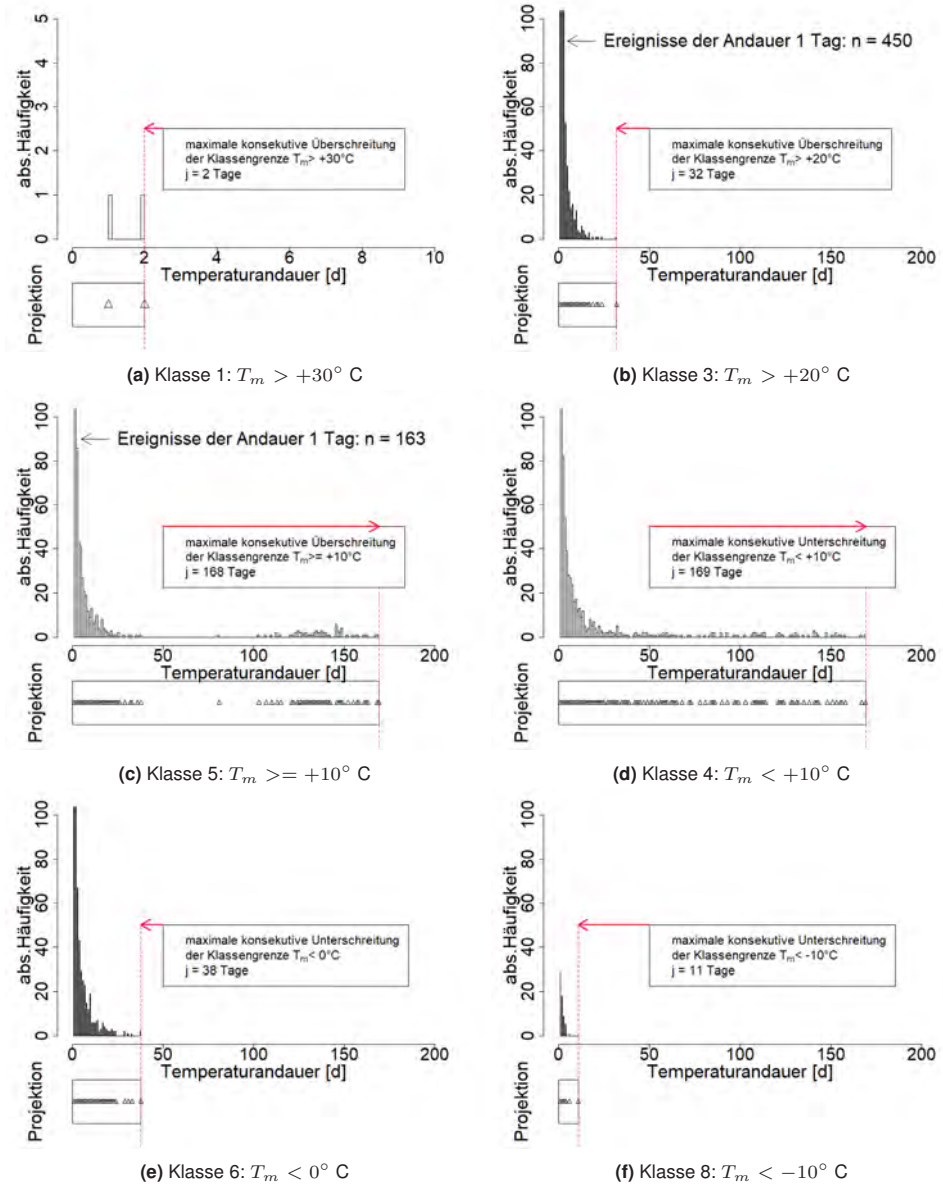 abs.Häufigkeit
5
4
3
2
1
0
maximale konsekutive Überschreitung
der Klassengrenze Tm> +30°C
j = 2 Tage
0 2 4 6 8 10
Temperaturandauer [d]
Projektion
(a) Klasse 1: Tm > +30° C
abs.Häufigkeit
100
80
60
40
20
0
Ereignisse der Andauer 1 Tag: n = 450
maximale konsekutive Überschreitung
der Klassengrenze Tm> +20°C
j = 32 Tage
0 50 100 150 200
Temperaturandauer [d]
Projektion
(b) Klasse 3: Tm > +20° C
abs.Häufigkeit
100
80
60
40
20
0
Ereignisse der Andauer 1 Tag: n = 163
maximale konsekutive Überschreitung
der Klassengrenze Tm>= +10°C
j = 168 Tage
0 50 100 150 200
Temperaturandauer [d]
Projektion
(c) Klasse 5: Tm >= +10° C
abs.Häufigkeit
100
80
60
40
20
0
maximale konsekutive Unterschreitung
der Klassengrenze Tm< +10°C
j = 169 Tage
0 50 100 150 200
Temperaturandauer [d]
Projektion
(d) Klasse 4: Tm < +10° C
abs.Häufigkeit
100
80
60
40
20
0
maximale konsekutive Unterschreitung
der Klassengrenze Tm< 0°C
j = 38 Tage
0 50 100 150 200
Temperaturandauer [d]
Projektion
(e) Klasse 6: Tm < 0° C
abs.Häufigkeit
100
80
60
40
20
0
maximale konsekutive Unterschreitung
der Klassengrenze Tm< -10°C
j = 11 Tage
0 50 100 150 200
Temperaturandauer [d]
Projektion
(f) Klasse 8: Tm < −10° C